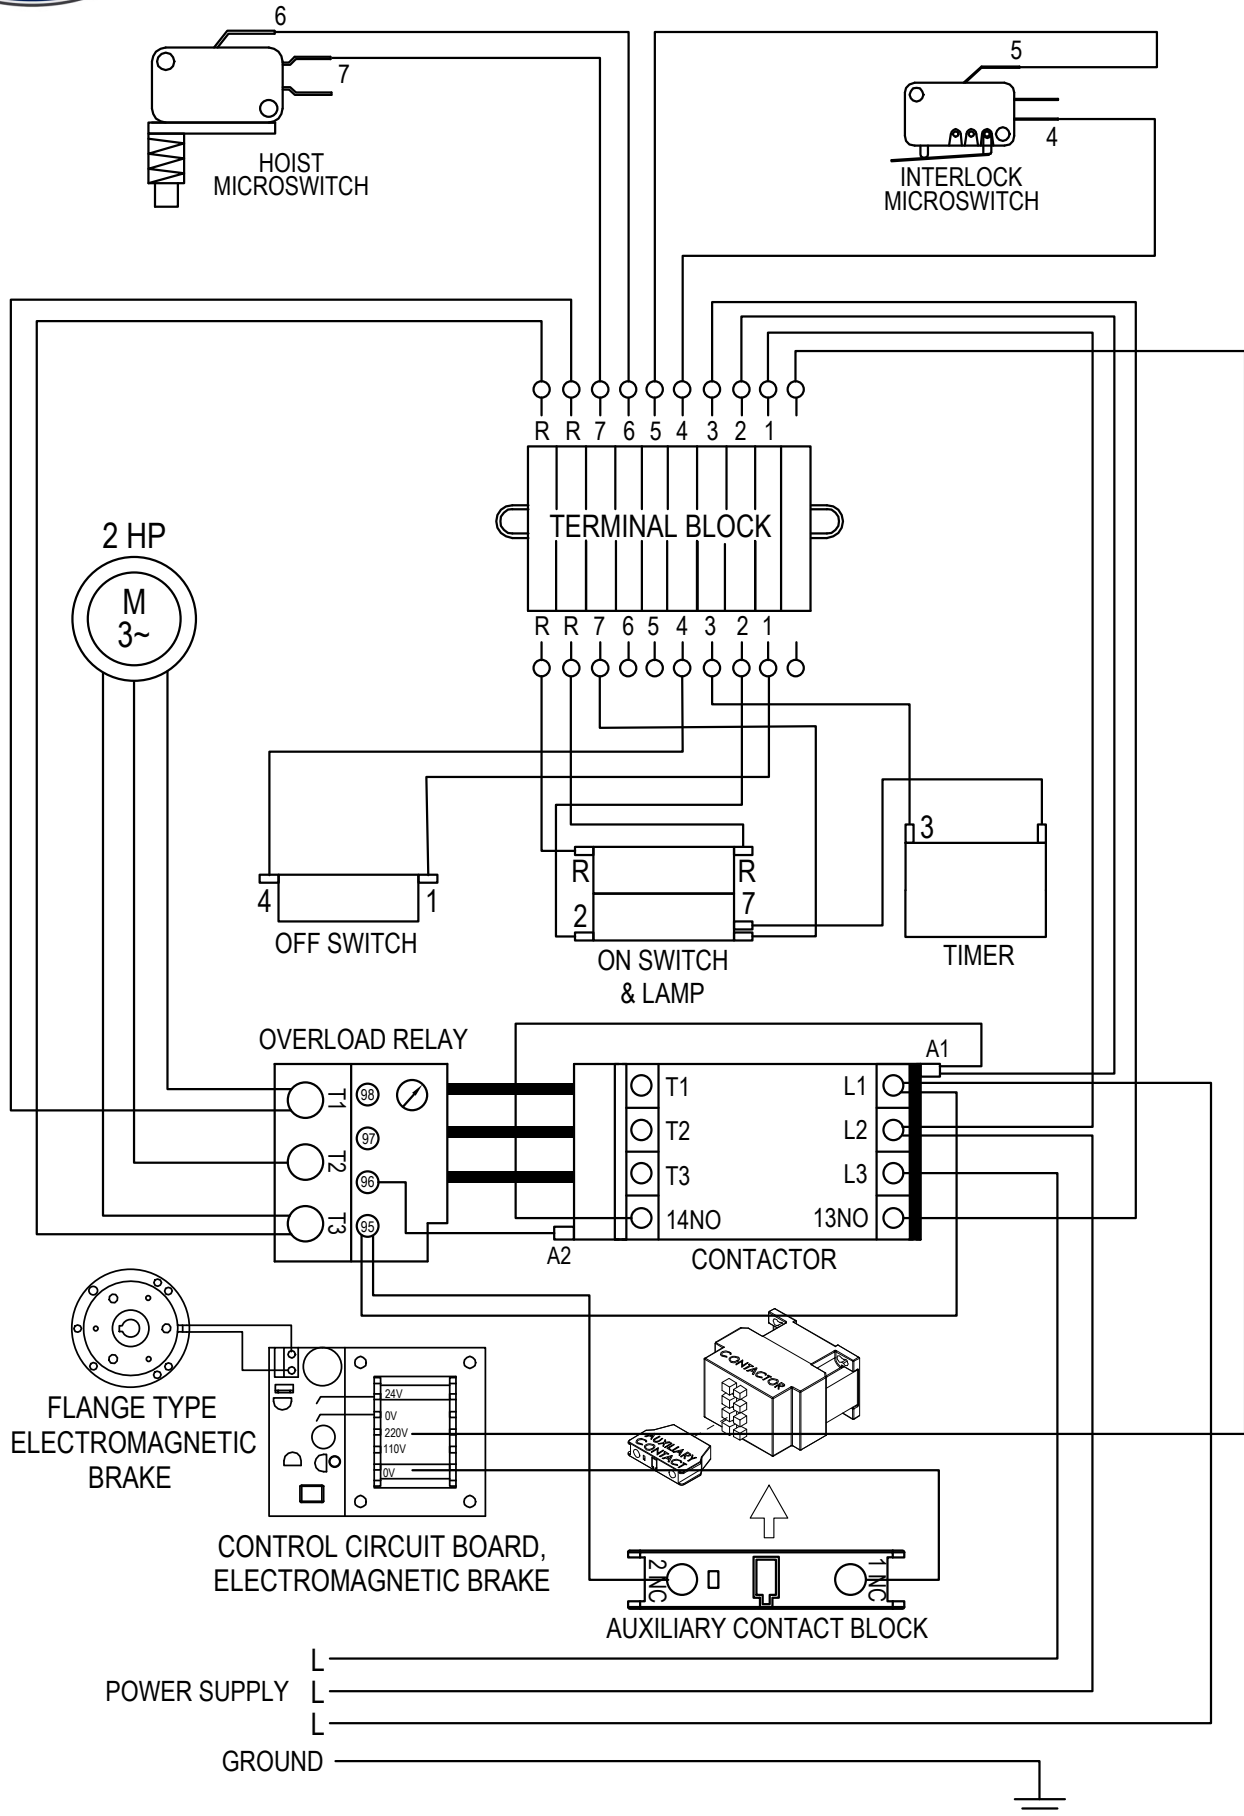 6
7
HOIST
MICROSWITCH
5
4
INTERLOCK
MICROSWITCH
R R 7 6 5 4 3 2 1
TERMINAL BLOCK
R R 7 6 5 4 3 2 1
2 HP
M
3~
4
1
OFF SWITCH
R
R
2
7
ON SWITCH
& LAMP
3
TIMER
OVERLOAD RELAY
T1
98
97
T2
96
T3
95
A1
T1 L1
T2 L2
T3 L3
14NO 13NO
A2
CONTACTOR
FLANGE TYPE
ELECTROMAGNETIC
BRAKE
24V
0V
220V
110V
0V
CONTROL CIRCUIT BOARD,
ELECTROMAGNETIC BRAKE
CONTACTOR
AUXILIARY
CONTACT
2 NC
1 NC
AUXILIARY CONTACT BLOCK
L
POWER SUPPLY L
L
GROUND